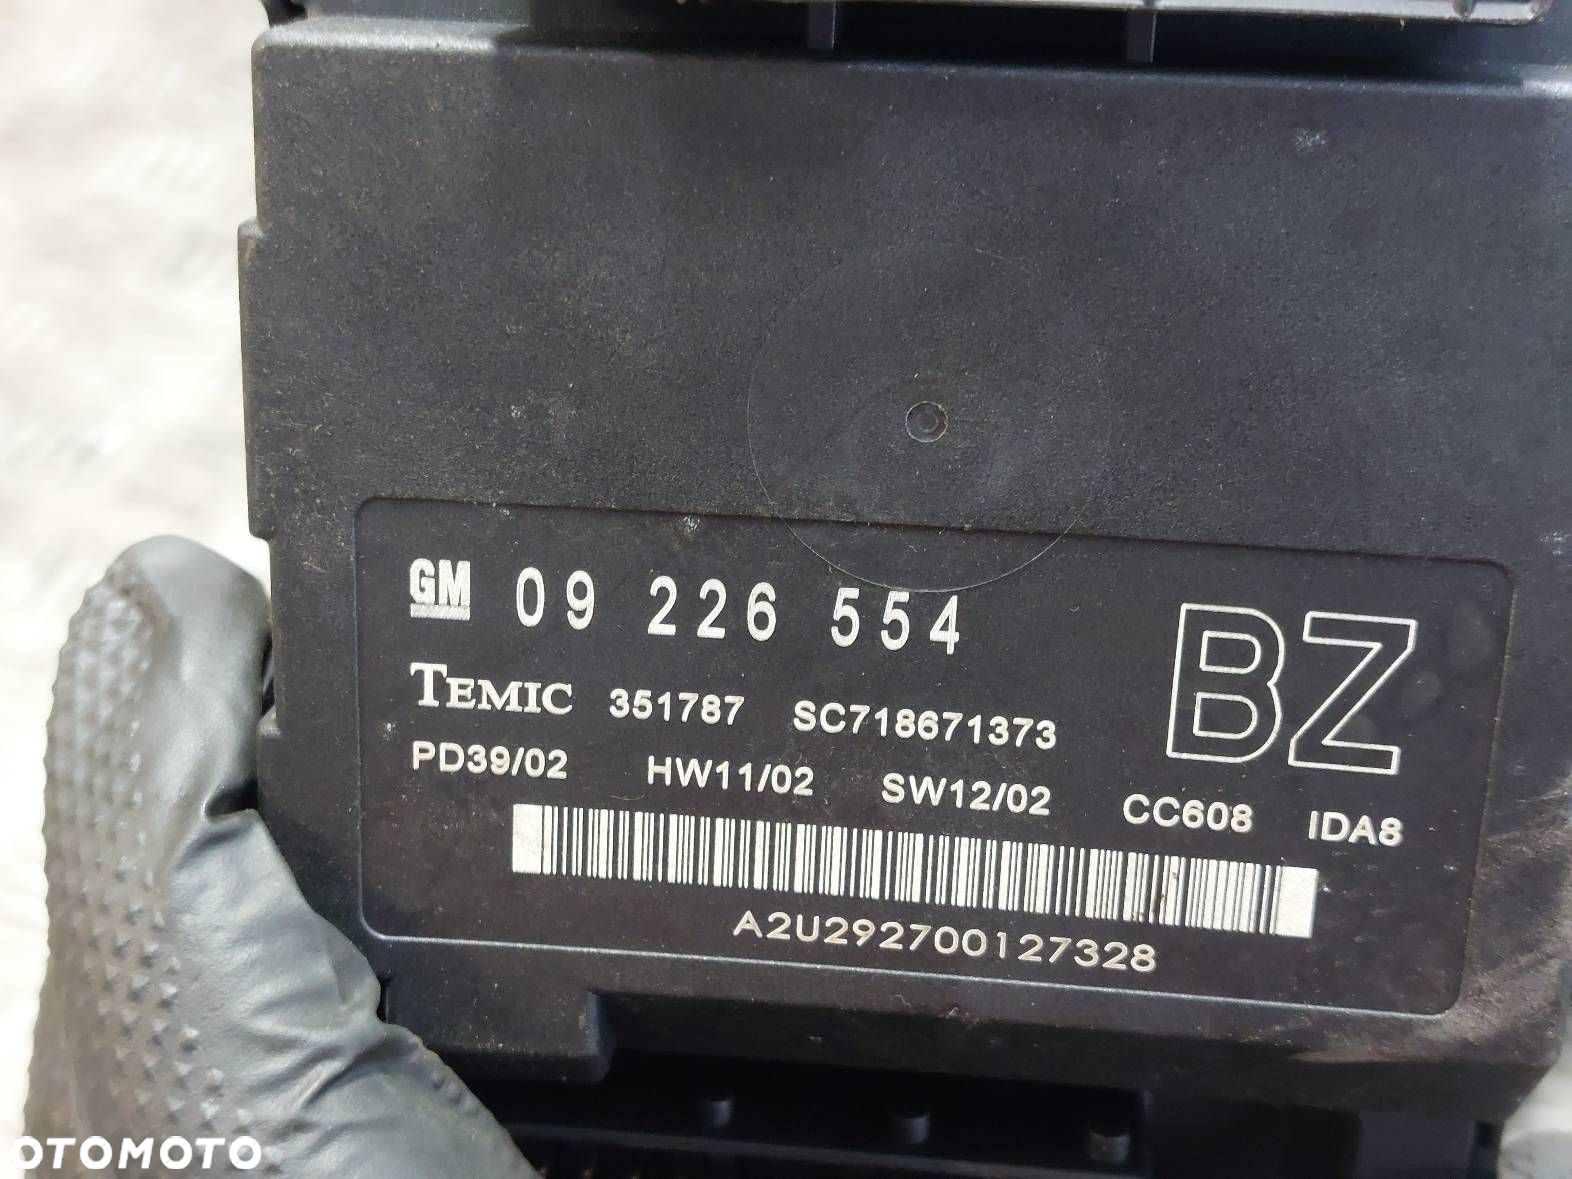 GM 09 226 554 BZ
TEMIC 351787 SC718671373
PD39/02 HW11/02 SW12/02 CC608 IDA8
A2U292700127328
OTOMOTO